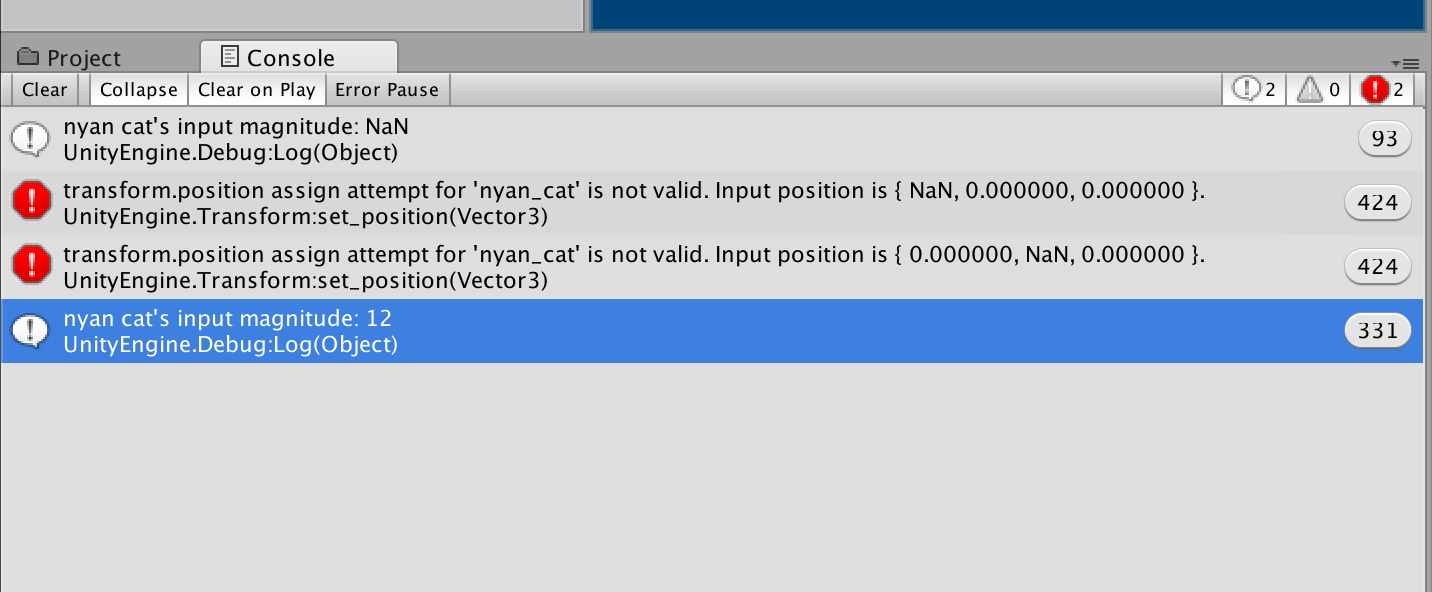 Project
Console
Clear
Collapse
Clear on Play
Error Pause
2
0
2
nyan cat's input magnitude: NaN
UnityEngine.Debug:Log(Object)
93
transform.position assign attempt for 'nyan_cat' is not valid. Input position is { NaN, 0.000000, 0.000000 }.
UnityEngine.Transform:set_position(Vector3)
424
transform.position assign attempt for 'nyan_cat' is not valid. Input position is { 0.000000, NaN, 0.000000 }.
UnityEngine.Transform:set_position(Vector3)
424
nyan cat's input magnitude: 12
UnityEngine.Debug:Log(Object)
331